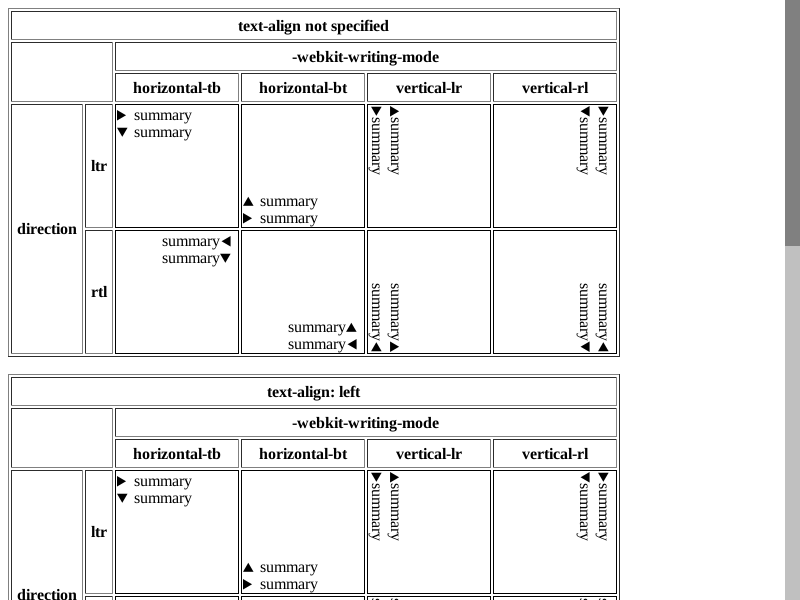 text-align not specified
-webkit-writing-mode
horizontal-tb horizontal-bt vertical-lr vertical-rl
direction
ltr
▶ summary
▼ summary
▲ summary
▶ summary
▼ summary
▶ summary
◀ summary
▼ summary
rtl
summary◀
summary▼
summary▲
summary◀
summary▲
summary▶
summary◀
summary▲
text-align: left
-webkit-writing-mode
horizontal-tb horizontal-bt vertical-lr vertical-rl
direction
ltr
▶ summary
▼ summary
▲ summary
▶ summary
▼ summary
▶ summary
◀ summary
▼ summary